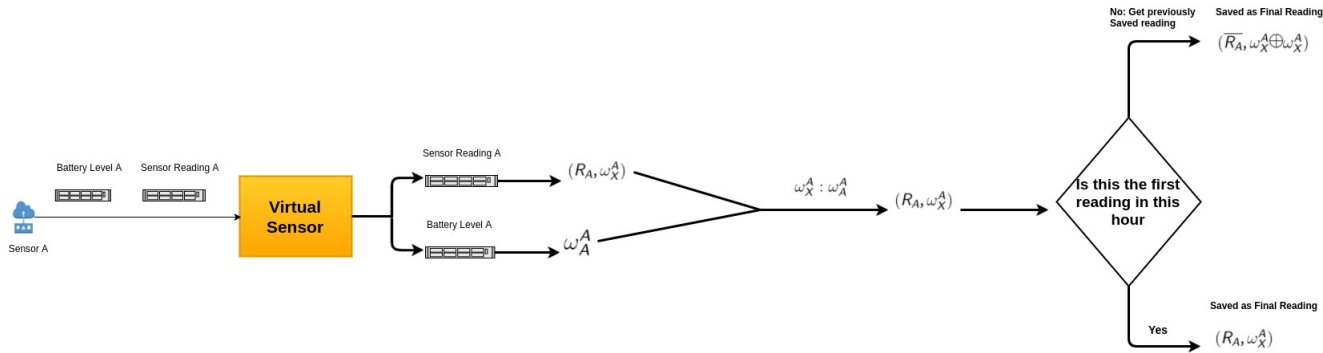 No: Get previously
Saved reading
Saved as Final Reading
(R̅_A, ω_X^A⊕ω_X^A)
Battery Level A
Sensor Reading A
Sensor A
Virtual
Sensor
Sensor Reading A
(R_A, ω_X^A)
Battery Level A
ω_A^A
ω_X^A : ω_A^A
(R_A, ω_X^A)
Is this the first
reading in this
hour
Yes
Saved as Final Reading
(R_A, ω_X^A)